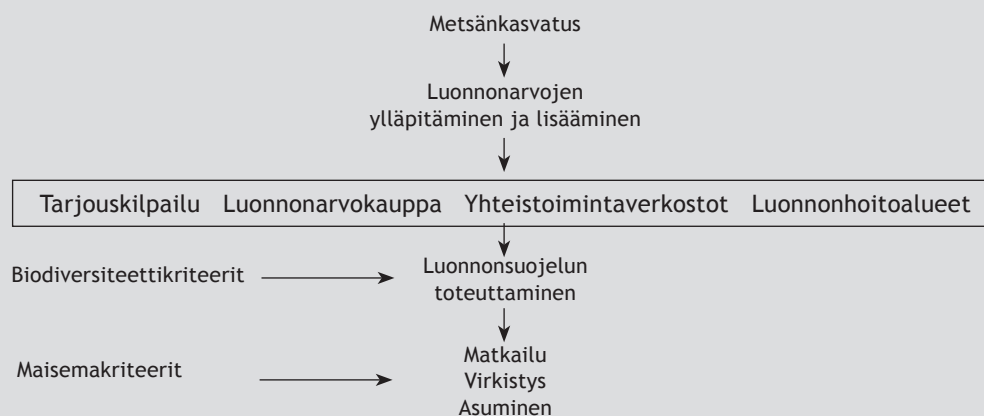 Metsänkasvatus
Luonnonarvojen
ylläpitäminen ja lisääminen
Tarjouskilpailu Luonnonarvokauppa Yhteistoimintaverkostot Luonnonhoitoalueet
Biodiversiteettikriteerit
Luonnonsuojelun
toteuttaminen
Maisemakriteerit
Matkailu
Virkistys
Asuminen